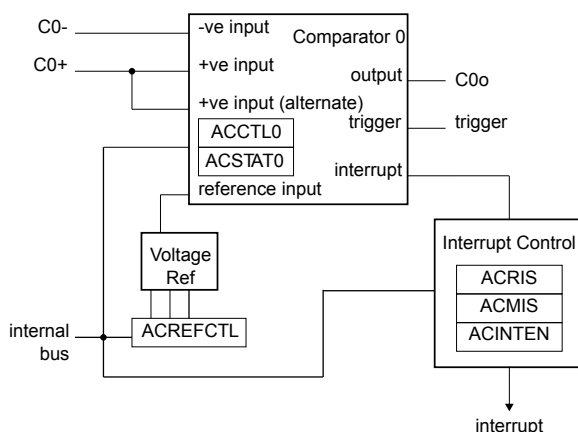 C0-
-ve input
Comparator 0
C0+
+ve input
output
C0o
+ve input (alternate)
trigger
trigger
ACCTL0
ACSTAT0
interrupt
reference input
Voltage
Ref
Interrupt Control
ACRIS
ACMIS
ACINTEN
internal
bus
ACREFCTL
interrupt